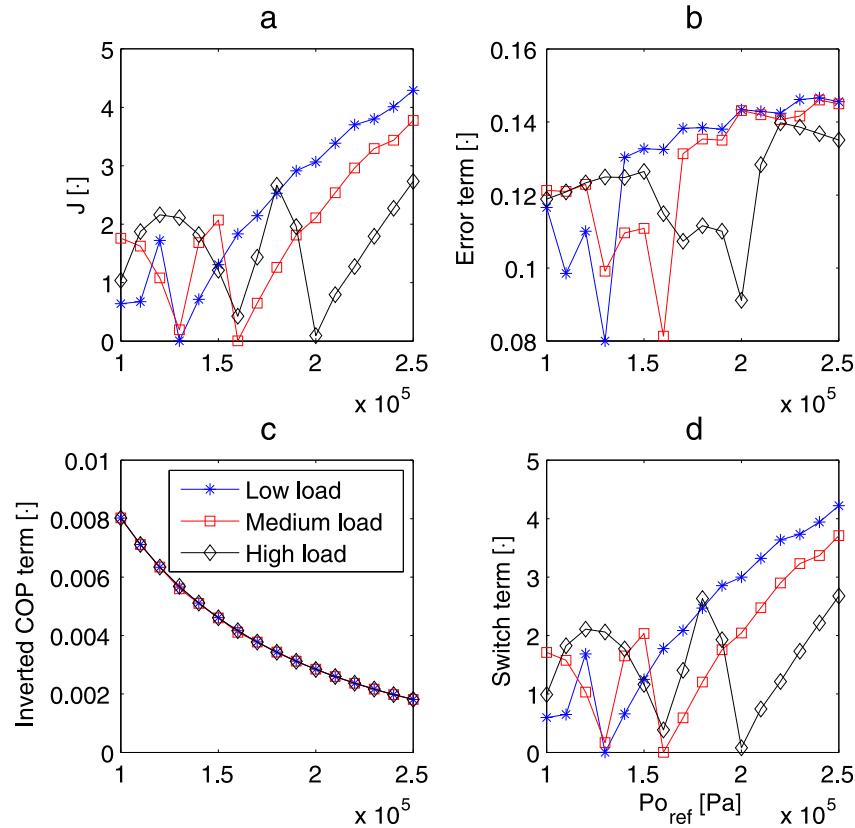 a
J [·]
5
4
3
2
1
0
1
1.5
2
2.5
x 10^5
b
Error term [·]
0.16
0.14
0.12
0.1
0.08
1
1.5
2
2.5
x 10^5
c
Inverted COP term [·]
0.01
0.008
0.006
0.004
0.002
0
Low load
Medium load
High load
1
1.5
2
2.5
x 10^5
d
Switch term [·]
5
4
3
2
1
0
1
1.5
2
2.5
Po_ref [Pa]
x 10^5